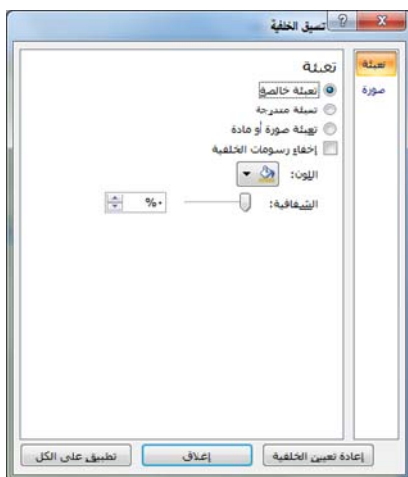 تنسيق الخلفية
تعبئة
صورة
تعبئة
تعبئة خالصة
تعبئة متدرجة
تعبئة صورة أو مادة
إخفاء رسومات الخلفية
اللون:
الشفافية: %٠
إعادة تعيين الخلفية إغلاق تطبيق على الكل